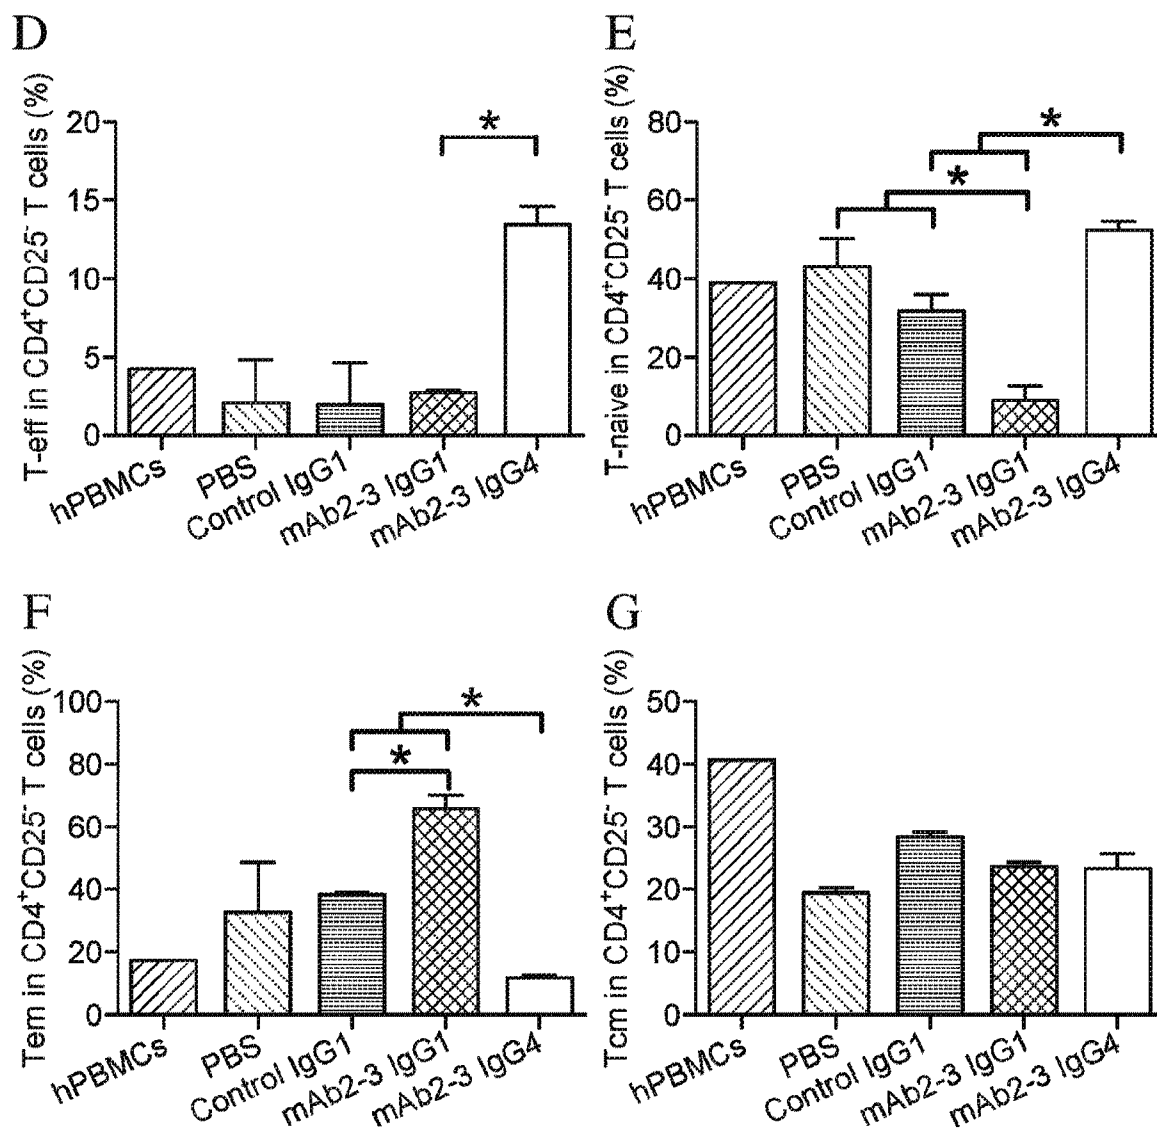 D
T-eff in CD4⁺CD25⁻ T cells (%)
20
15
10
5
0
*
hPBMCs
PBS
Control IgG1
mAb2-3 IgG1
mAb2-3 IgG4
E
T-naive in CD4⁺CD25⁻ T cells (%)
80
60
40
20
0
*
*
hPBMCs
PBS
Control IgG1
mAb2-3 IgG1
mAb2-3 IgG4
F
Tem in CD4⁺CD25⁻ T cells (%)
100
80
60
40
20
0
*
*
hPBMCs
PBS
Control IgG1
mAb2-3 IgG1
mAb2-3 IgG4
G
Tcm in CD4⁺CD25⁻ T cells (%)
50
40
30
20
10
0
hPBMCs
PBS
Control IgG1
mAb2-3 IgG1
mAb2-3 IgG4